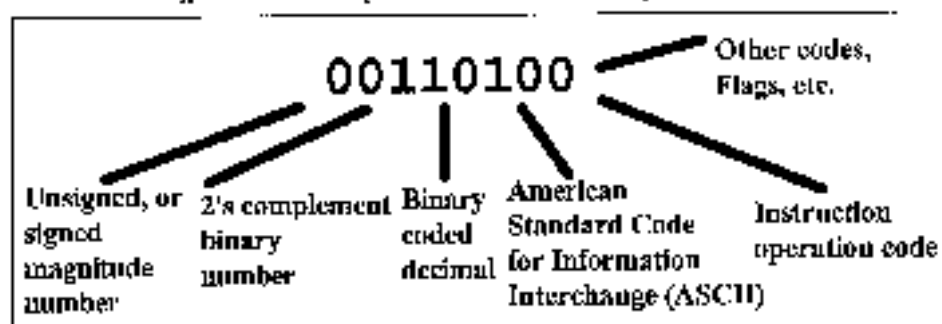 00110100
Other codes,
Flags, etc.
Unsigned, or
signed
magnitude
number
2's complement
binary
number
Binary
coded
decimal
American
Standard Code
for Information
Interchange (ASCII)
Instruction
operation code